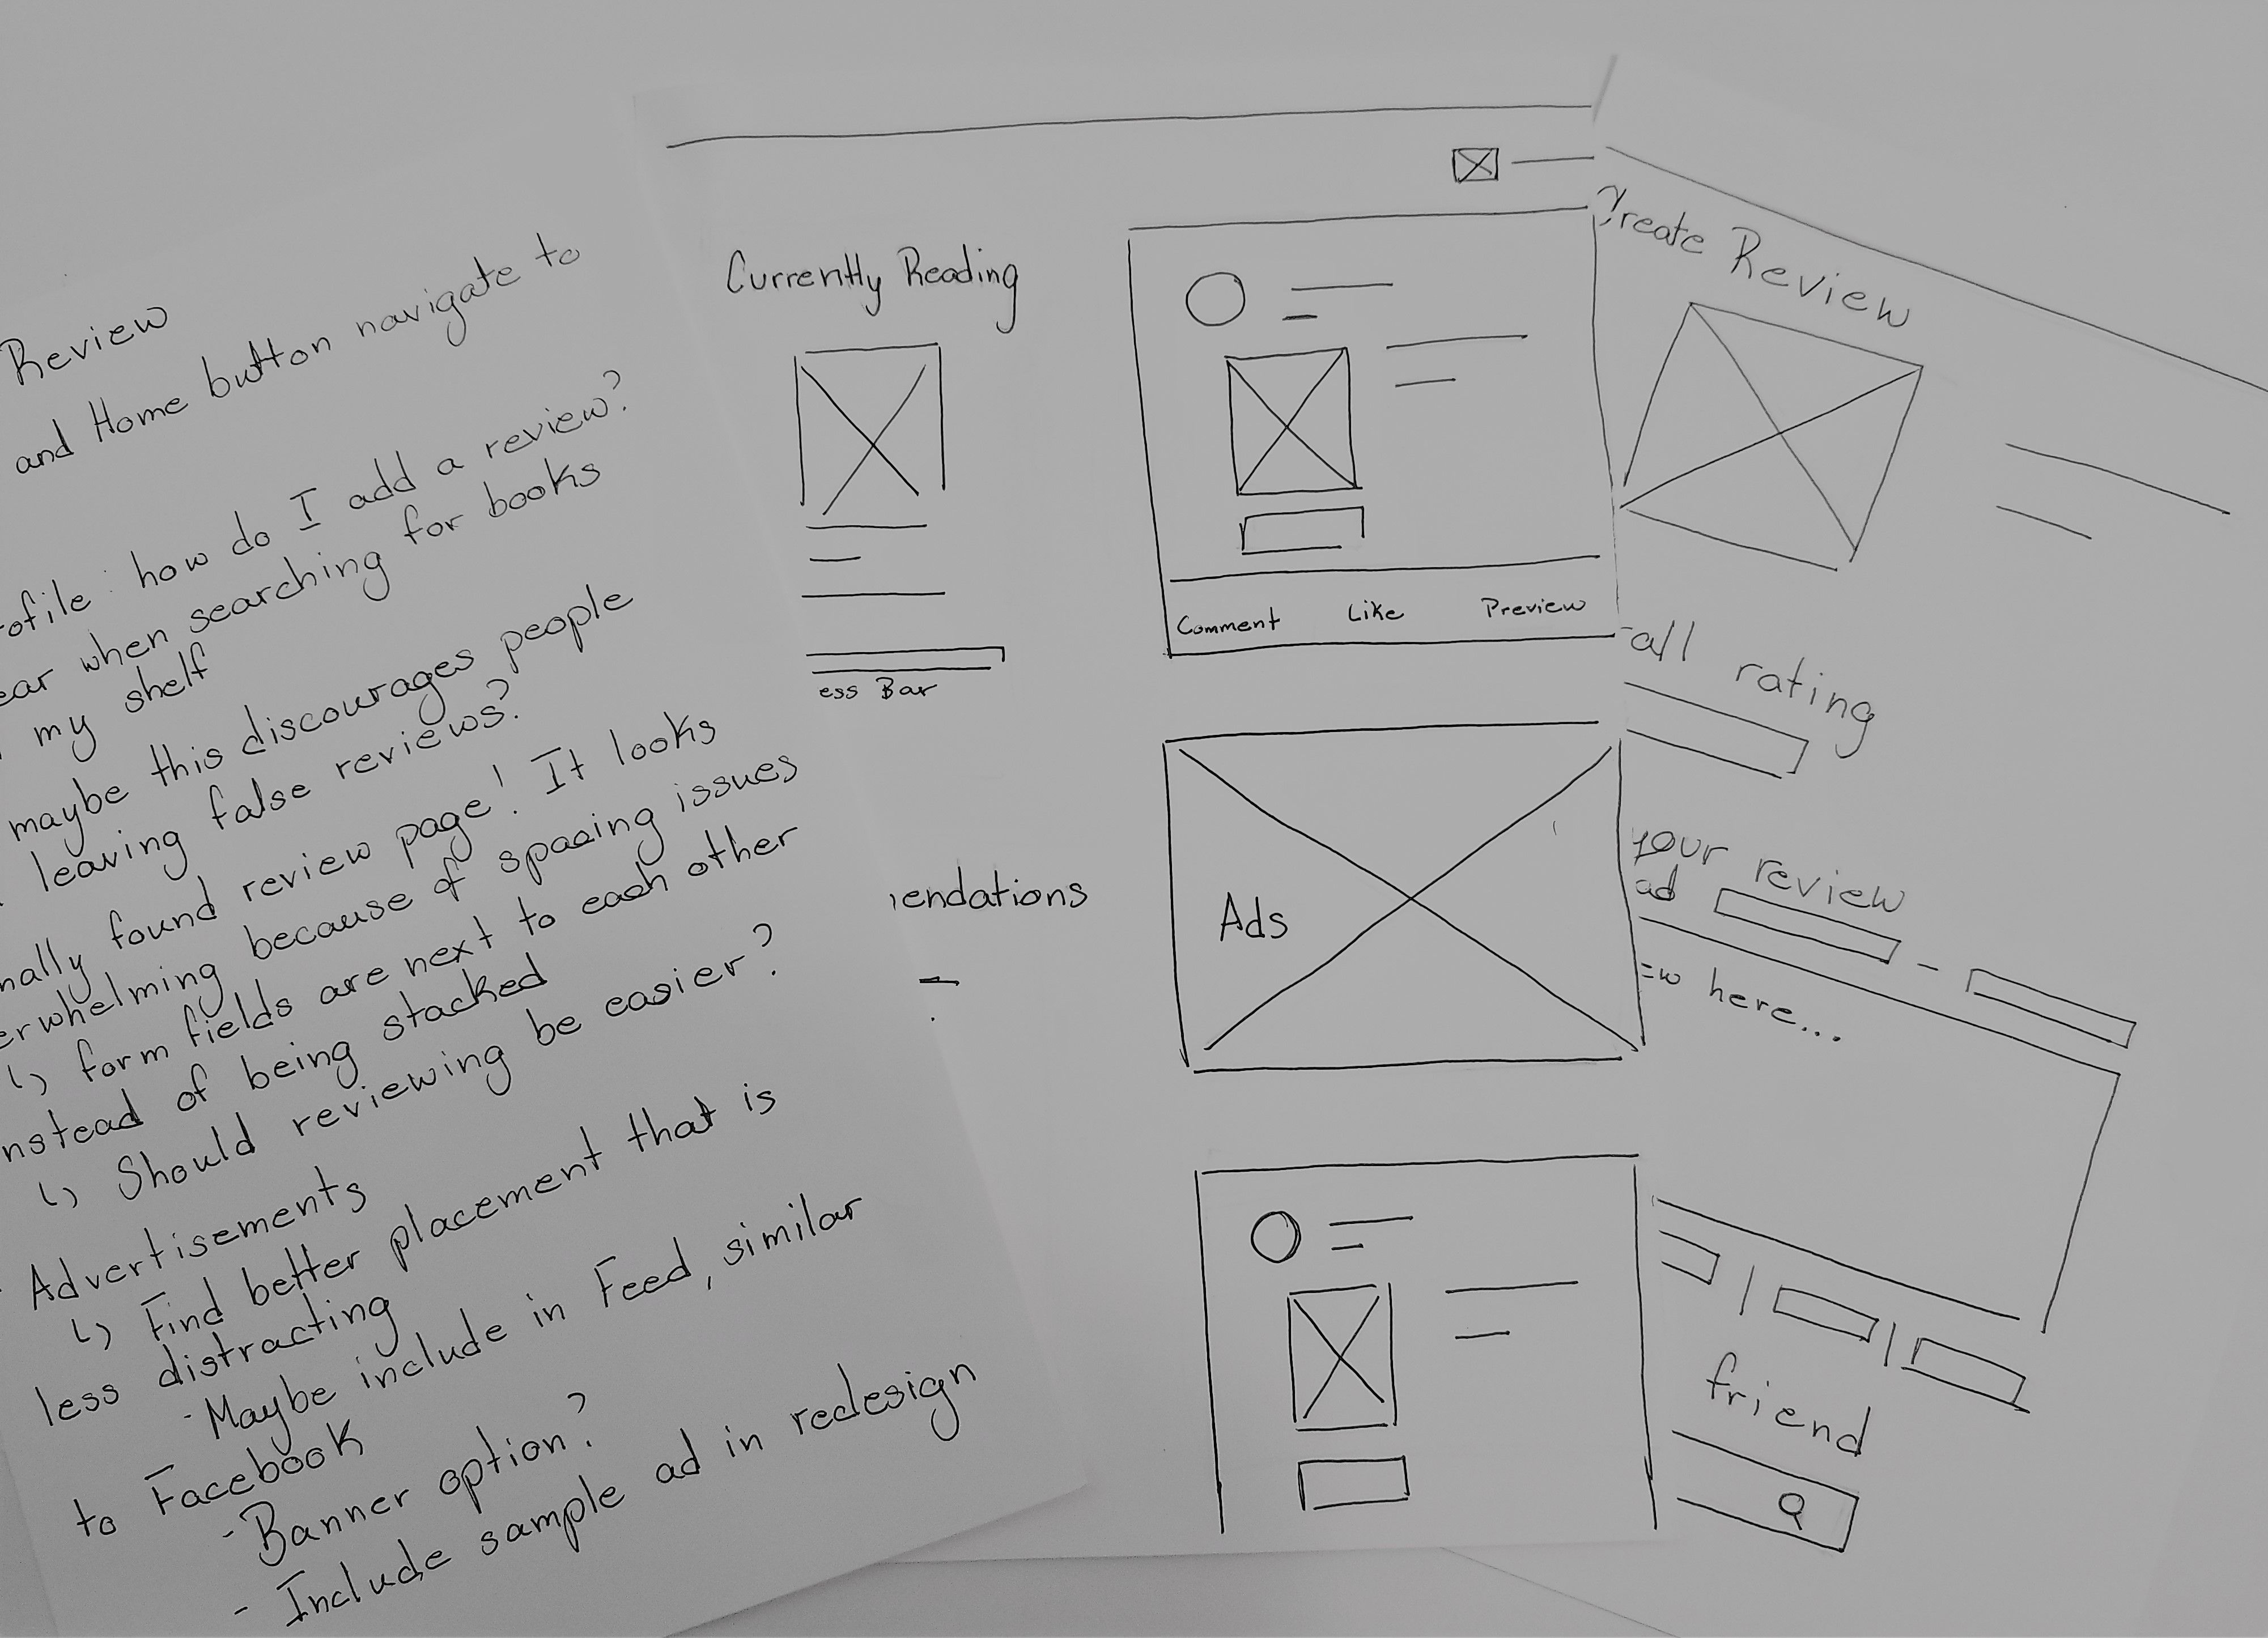 Review
and Home button navigate to
ofile: how do I add a review?
ear when searching for books
my shelf
maybe this discourages people
leaving false reviews?
nally found review page! It looks
erwhelming because of spacing issues
form fields are next to each other
nstead of being stacked
Should reviewing be easier?
Advertisements
Find better placement that is
less distracting
- Maybe include in Feed, similar
to Facebook
- Banner option?
- Include sample ad in redesign
Currently Reading
ess Bar
endations
Comment Like Preview
Ads
Create Review
all rating
your review
ad
ew here...
friend